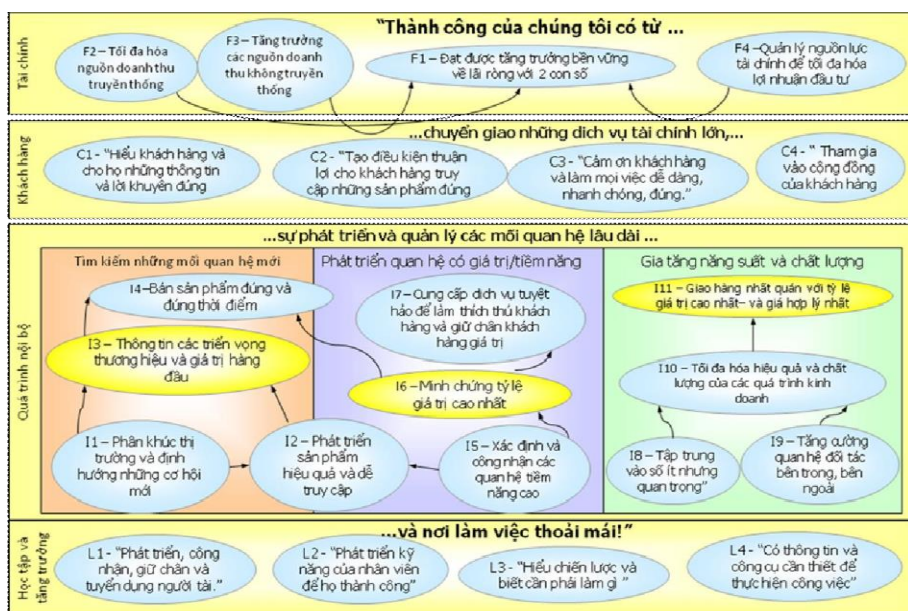 Tài chính
"Thành công của chúng tôi có từ ...
F2 – Tối đa hóa
nguồn doanh thu
truyền thống
F3 – Tăng trưởng
các nguồn doanh
thu không truyền
thống
F1 – Đạt được tăng trưởng bền vững
về lãi ròng với 2 con số
F4 –Quản lý nguồn lực
tài chính để tối đa hóa
lợi nhuận đầu tư
Khách hàng
...chuyển giao những dich vụ tài chính lớn,...
C1 - "Hiểu khách hàng và
cho họ những thông tin
và lời khuyên đúng
C2 - "Tạo điều kiện thuận
lợi cho khách hàng truy
cập những sản phẩm đúng
C3 – "Cảm ơn khách hàng
và làm mọi việc dễ dàng,
nhanh chóng, đúng."
C4 - " Tham gia
vào cộng đồng
của khách hàng
Quá trình nội bộ
...sự phát triển và quản lý các mối quan hệ lâu dài ...
Tìm kiếm những mối quan hệ mới
I4–Bán sản phẩm đúng và
đúng thời điểm
I3 – Thông tin các triển vọng
thương hiệu và giá trị hàng
đầu
I1 – Phân khúc thị
trường và định
hướng những cơ hội
mới
I2 – Phát triển
sản phẩm
hiệu quả và dễ
truy cập
Phát triển quan hệ có giá trị/tiềm năng
I7 – Cung cấp dich vụ tuyệt
hảo để làm thích thú khách
hàng và giữ chân khách
hàng giá trị
I6 – Minh chứng tỷ lệ
giá trị cao nhất
I5 – Xác định và
công nhận các
quan hệ tiềm
năng cao
Gia tăng năng suất và chất lượng
I11 – Giao hàng nhất quán với tỷ lệ
giá trị cao nhất– và giá hợp lý nhất
I10 – Tối đa hóa hiệu quả và chất
lượng của các quá trình kinh
doanh
I8 – Tập trung
vào số ít nhưng
quan trọng"
I9 – Tăng cường
quan hệ đối tác
bên trong, bên
ngoài
Học tập và
tăng trưởng
...và nơi làm việc thoải mái!"
L1 - "Phát triển, công
nhận, giữ chân và
tuyển dụng người tài."
L2 – "Phát triển kỹ
năng của nhân viên
để họ thành công"
L3 – "Hiểu chiến lược và
biết cần phải làm gì "
L4 – "Có thông tin và
công cụ cần thiết để
thực hiện công việc"